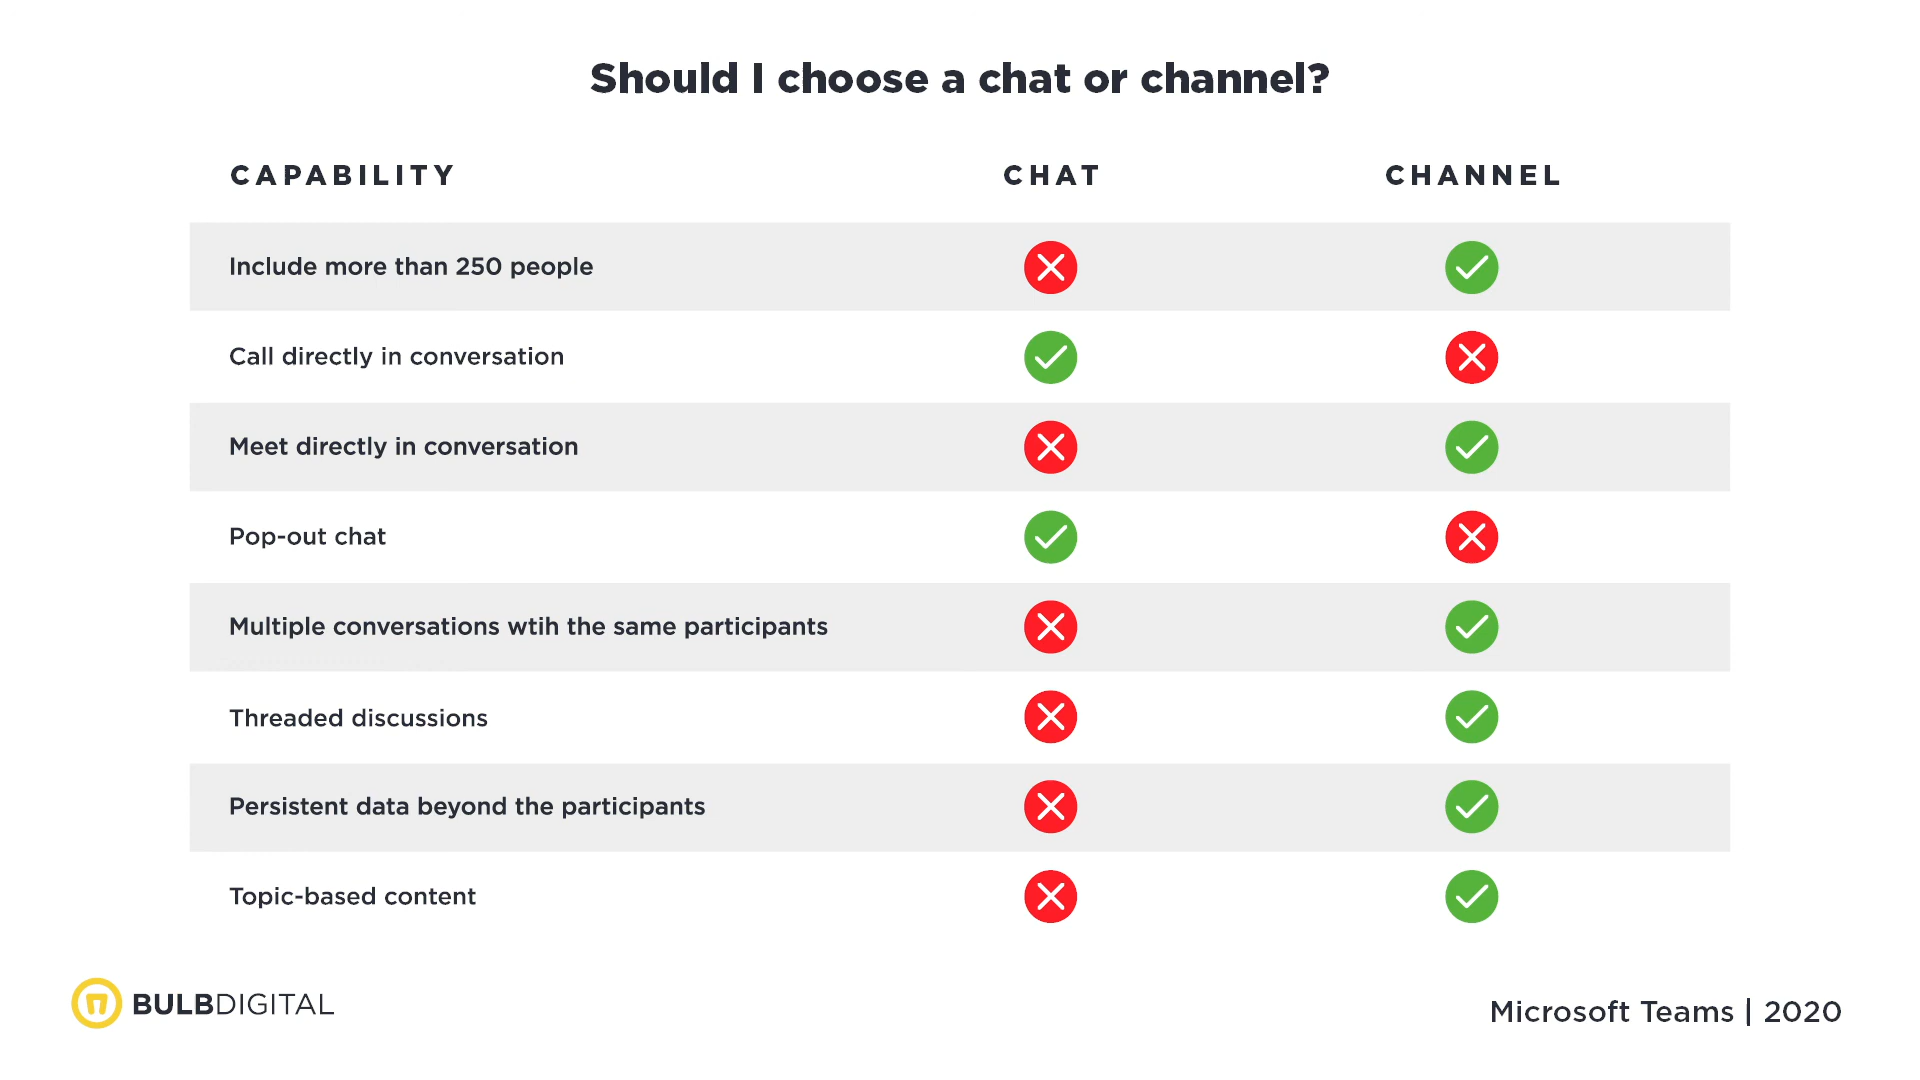 Should I choose a chat or channel?
CAPABILITY CHAT CHANNEL
Include more than 250 people
Call directly in conversation
Meet directly in conversation
Pop-out chat
Multiple conversations wtih the same participants
Threaded discussions
Persistent data beyond the participants
Topic-based content
BULBDIGITAL
Microsoft Teams | 2020